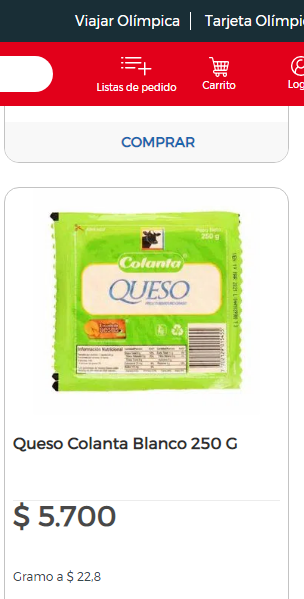 Viajar Olímpica
Tarjeta Olímpi
Listas de pedido
Carrito
Log
COMPRAR
250 g
Colanta
QUESO
Información Nutricional
Queso Colanta Blanco 250 G
$ 5.700
Gramo a $ 22,8